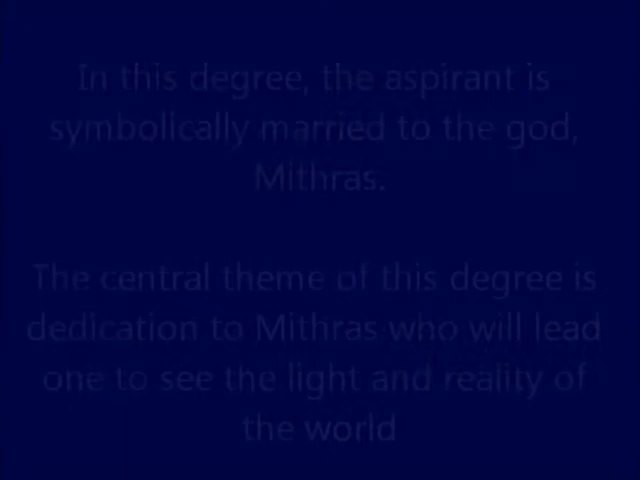 In this degree, the aspirant is
symbolically married to the god,
Mithras.
The central theme of this degree is
dedication to Mithras who will lead
one to see the light and reality of
the world